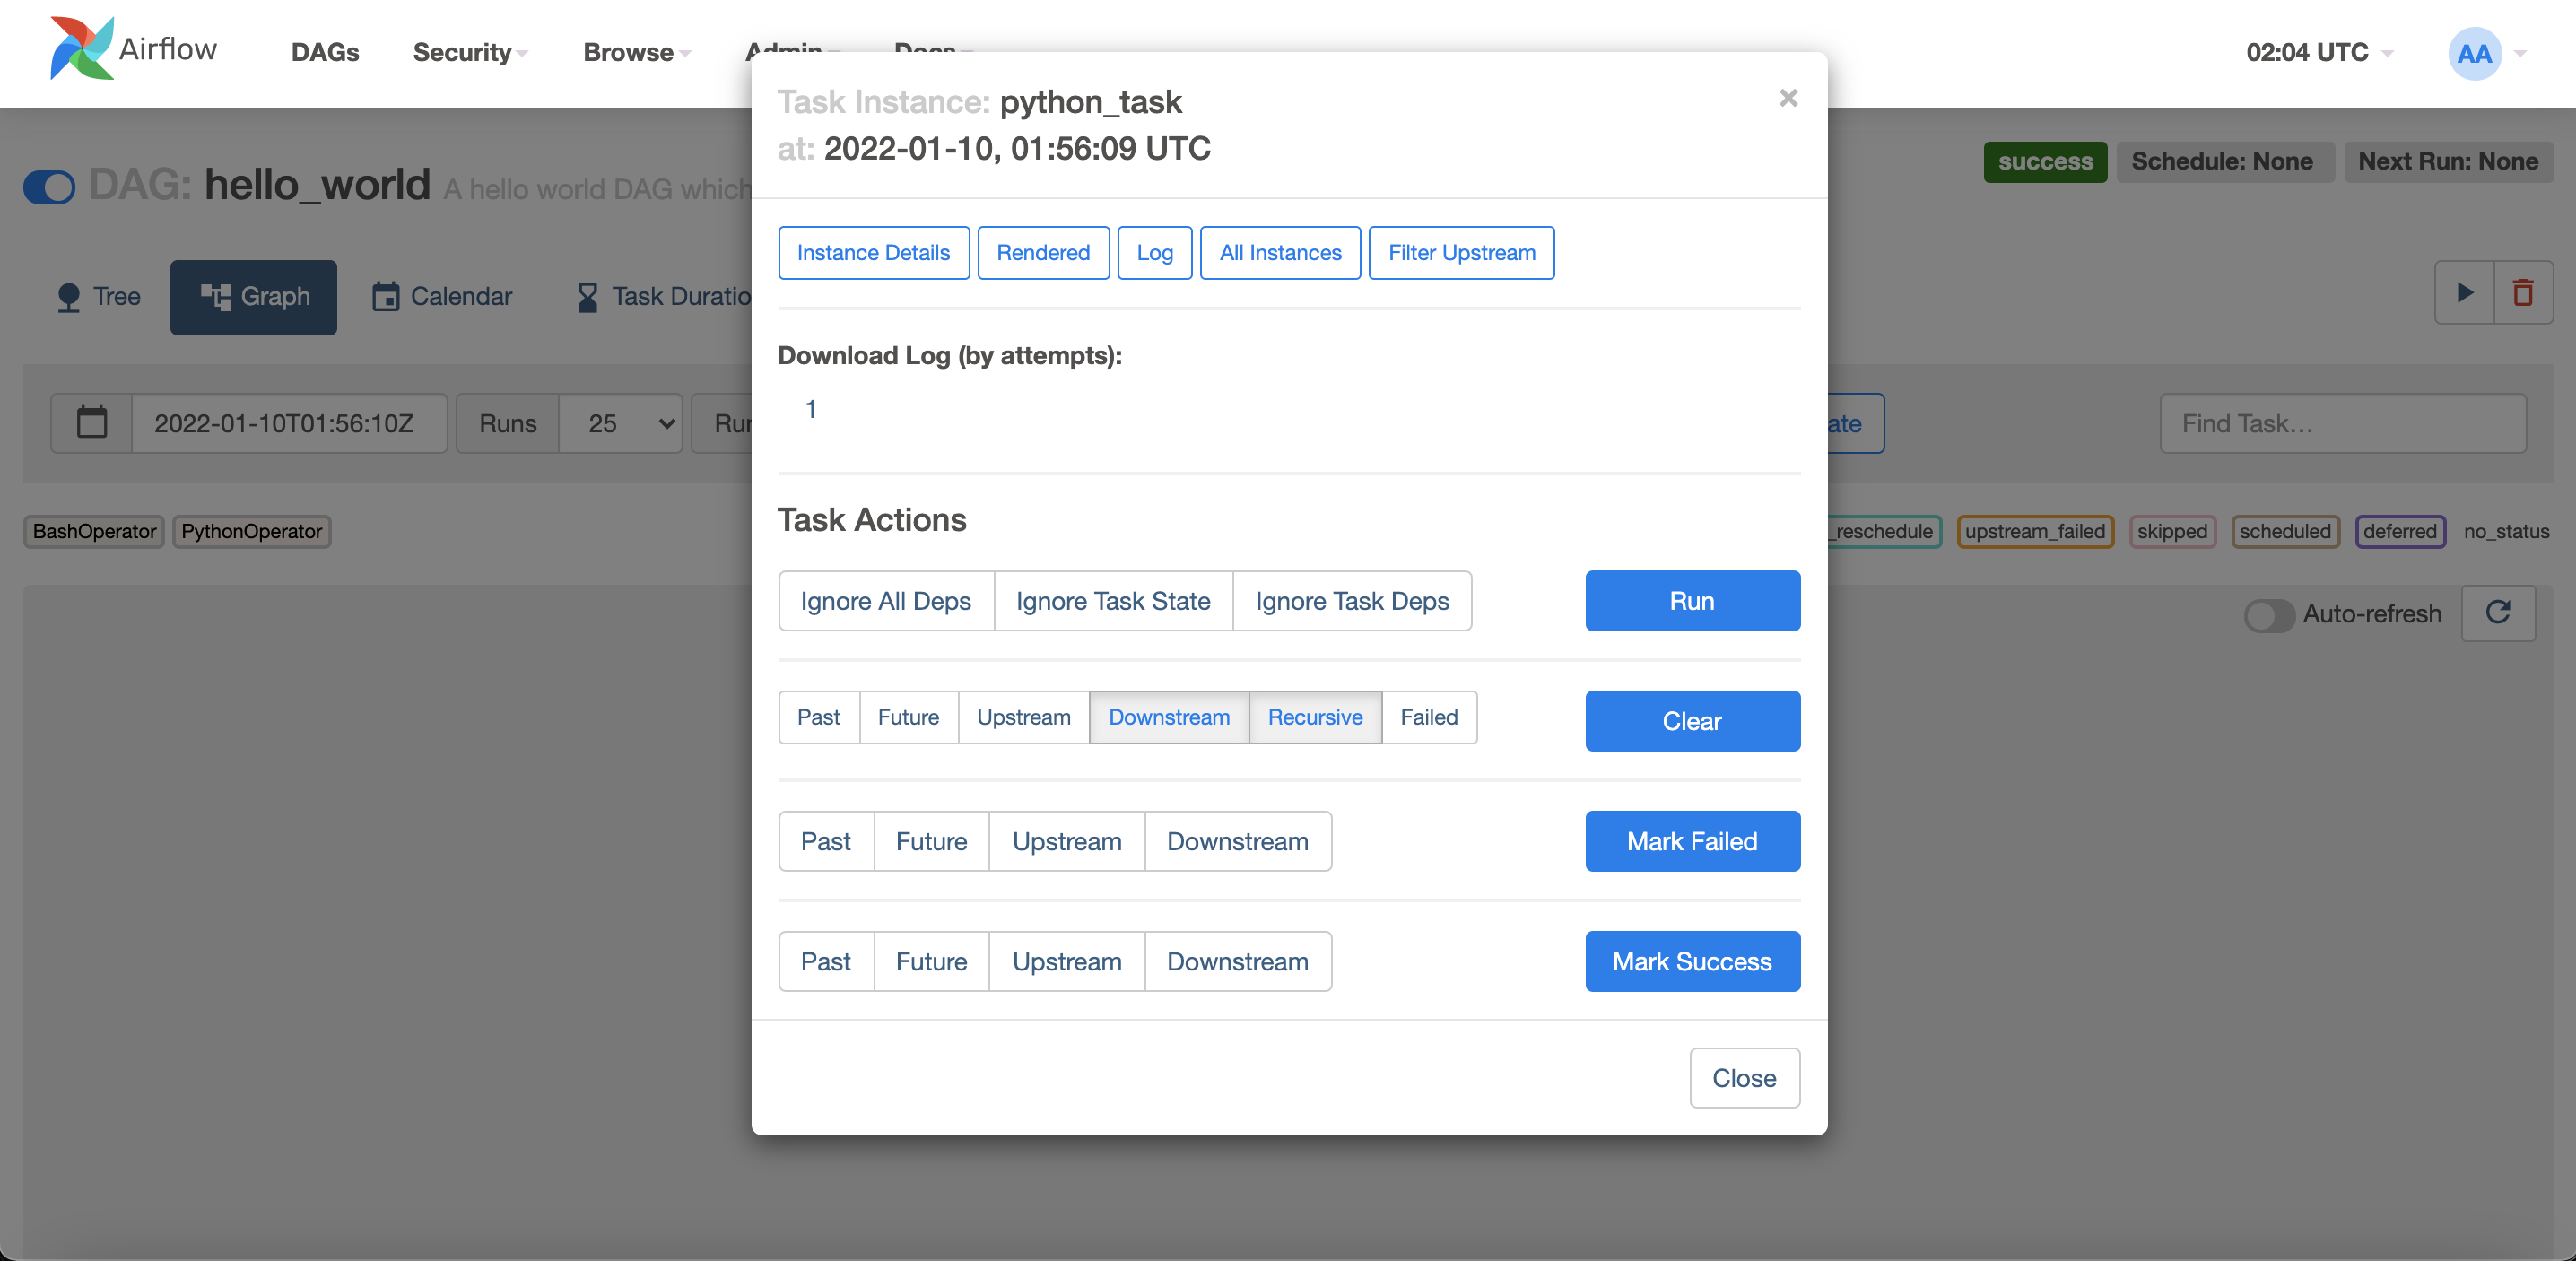 Airflow DAGs Security Browse Admin Docs 02:04 UTC AA
Task Instance: python_task
at: 2022-01-10, 01:56:09 UTC
×
DAG: hello_world A hello world DAG which
success Schedule: None Next Run: None
Instance Details Rendered Log All Instances Filter Upstream
Tree Graph Calendar Task Duratio
Download Log (by attempts):
1
2022-01-10T01:56:10Z Runs 25 Run ate Find Task...
Task Actions
BashOperator PythonOperator _reschedule upstream_failed skipped scheduled deferred no_status
Ignore All Deps Ignore Task State Ignore Task Deps Run
Auto-refresh
Past Future Upstream Downstream Recursive Failed Clear
Past Future Upstream Downstream Mark Failed
Past Future Upstream Downstream Mark Success
Close